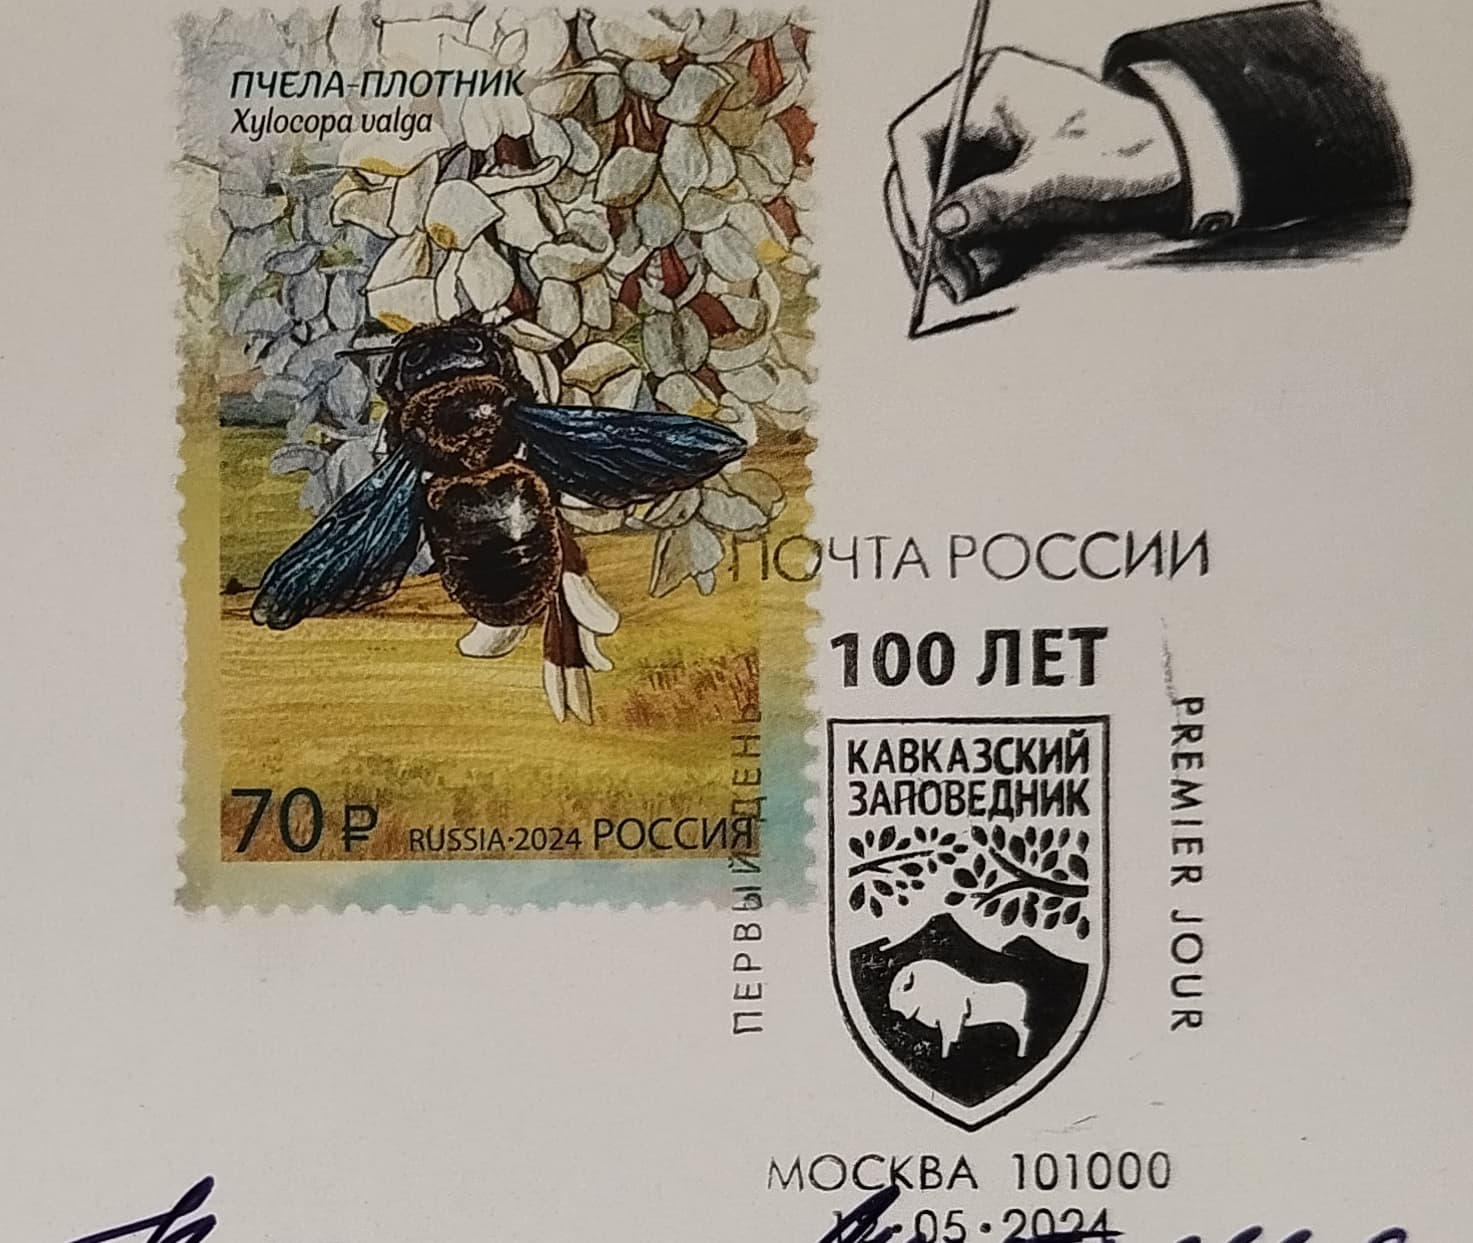 ПЧЕЛА-ПЛОТНИК
Xylocopa valga
70 ₽ RUSSIA·2024 РОССИЯ
ПОЧТА РОССИИ
100 ЛЕТ
КАВКАЗСКИЙ
ЗАПОВЕДНИК
ПЕРВЫЙ ДЕНЬ
PREMIER JOUR
МОСКВА 101000
05·2024